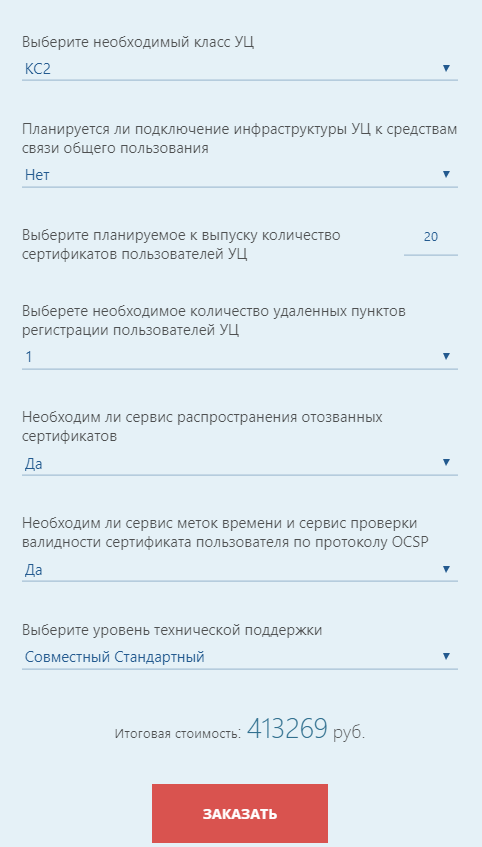 Выберите необходимый класс УЦ
КС2
Планируется ли подключение инфраструктуры УЦ к средствам
связи общего пользования
Нет
Выберите планируемое к выпуску количество
сертификатов пользователей УЦ
20
Выберете необходимое количество удаленных пунктов
регистрации пользователей УЦ
1
Необходим ли сервис распространения отозванных
сертификатов
Да
Необходим ли сервис меток времени и сервис проверки
валидности сертификата пользователя по протоколу OCSP
Да
Выберите уровень технической поддержки
Совместный Стандартный
Итоговая стоимость: 413269 руб.
ЗАКАЗАТЬ